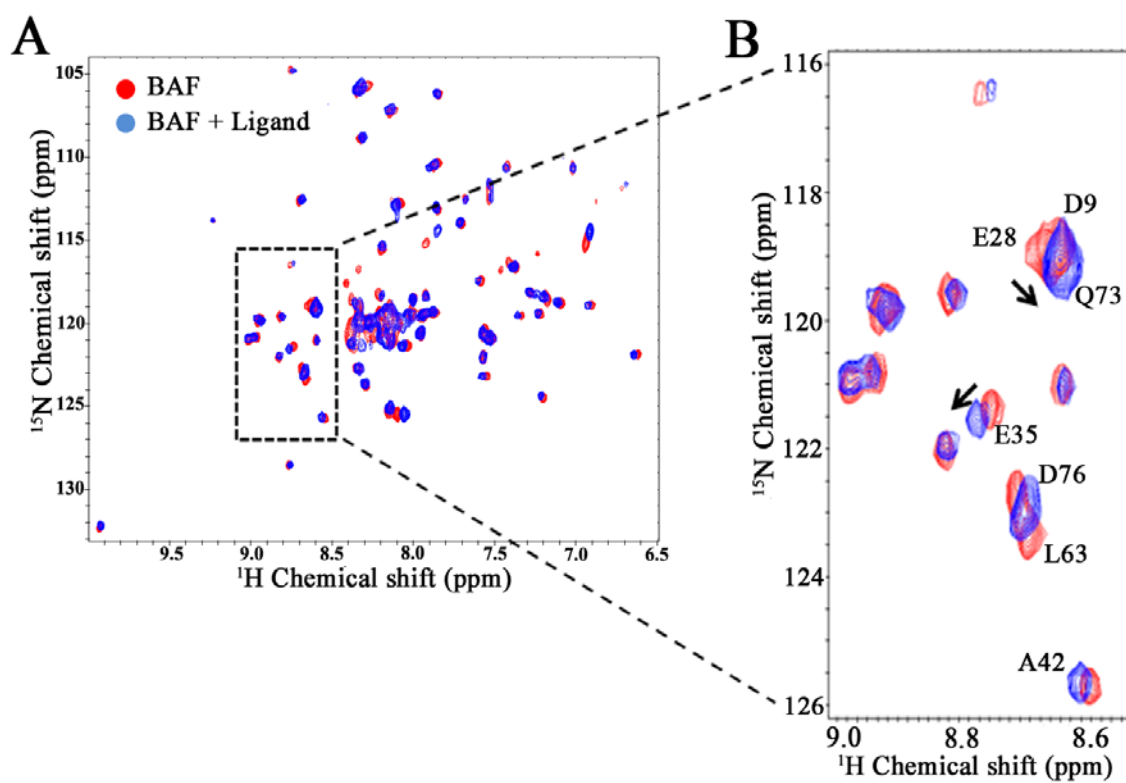 A
BAF
BAF + Ligand
105
110
115
120
125
130
¹⁵N Chemical shift (ppm)
9.5
9.0
8.5
8.0
7.5
7.0
6.5
¹H Chemical shift (ppm)
B
116
118
120
122
124
126
¹⁵N Chemical shift (ppm)
D9
E28
Q73
E35
D76
L63
A42
9.0
8.8
8.6
¹H Chemical shift (ppm)